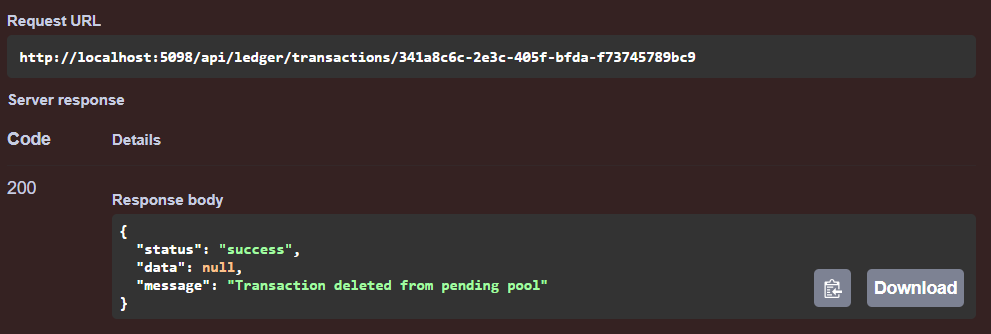 Request URL
http://localhost:5098/api/ledger/transactions/341a8c6c-2e3c-405f-bfda-f73745789bc9
Server response
Code Details
200
Response body
{
  "status": "success",
  "data": null,
  "message": "Transaction deleted from pending pool"
}
Download